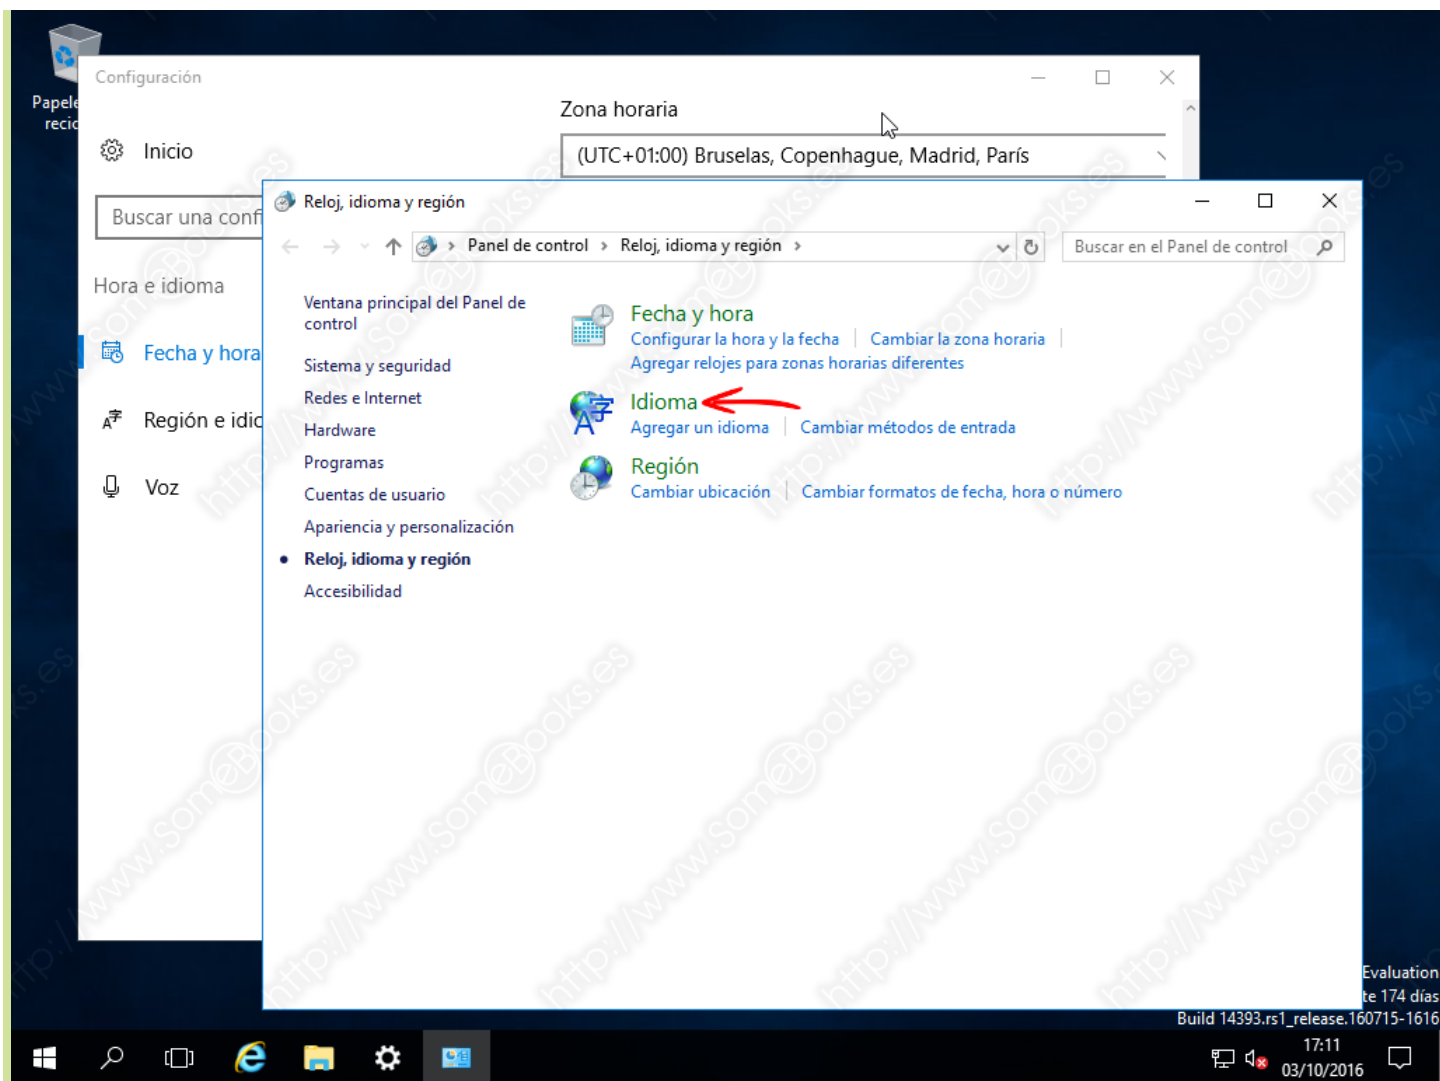 Configuración
Zona horaria
Inicio
(UTC+01:00) Bruselas, Copenhague, Madrid, París
Buscar una conf
Hora e idioma
Fecha y hora
Región e idio
Voz
Reloj, idioma y región
Panel de control
Reloj, idioma y región
Buscar en el Panel de control
Ventana principal del Panel de
control
Sistema y seguridad
Redes e Internet
Hardware
Programas
Cuentas de usuario
Apariencia y personalización
Reloj, idioma y región
Accesibilidad
Fecha y hora
Configurar la hora y la fecha
Cambiar la zona horaria
Agregar relojes para zonas horarias diferentes
Idioma
Agregar un idioma
Cambiar métodos de entrada
Región
Cambiar ubicación
Cambiar formatos de fecha, hora o número
Papele
recic
Evaluation
te 174 días
Build 14393.rs1_release.160715-1616
17:11
03/10/2016
http://www.SomeBooks.es